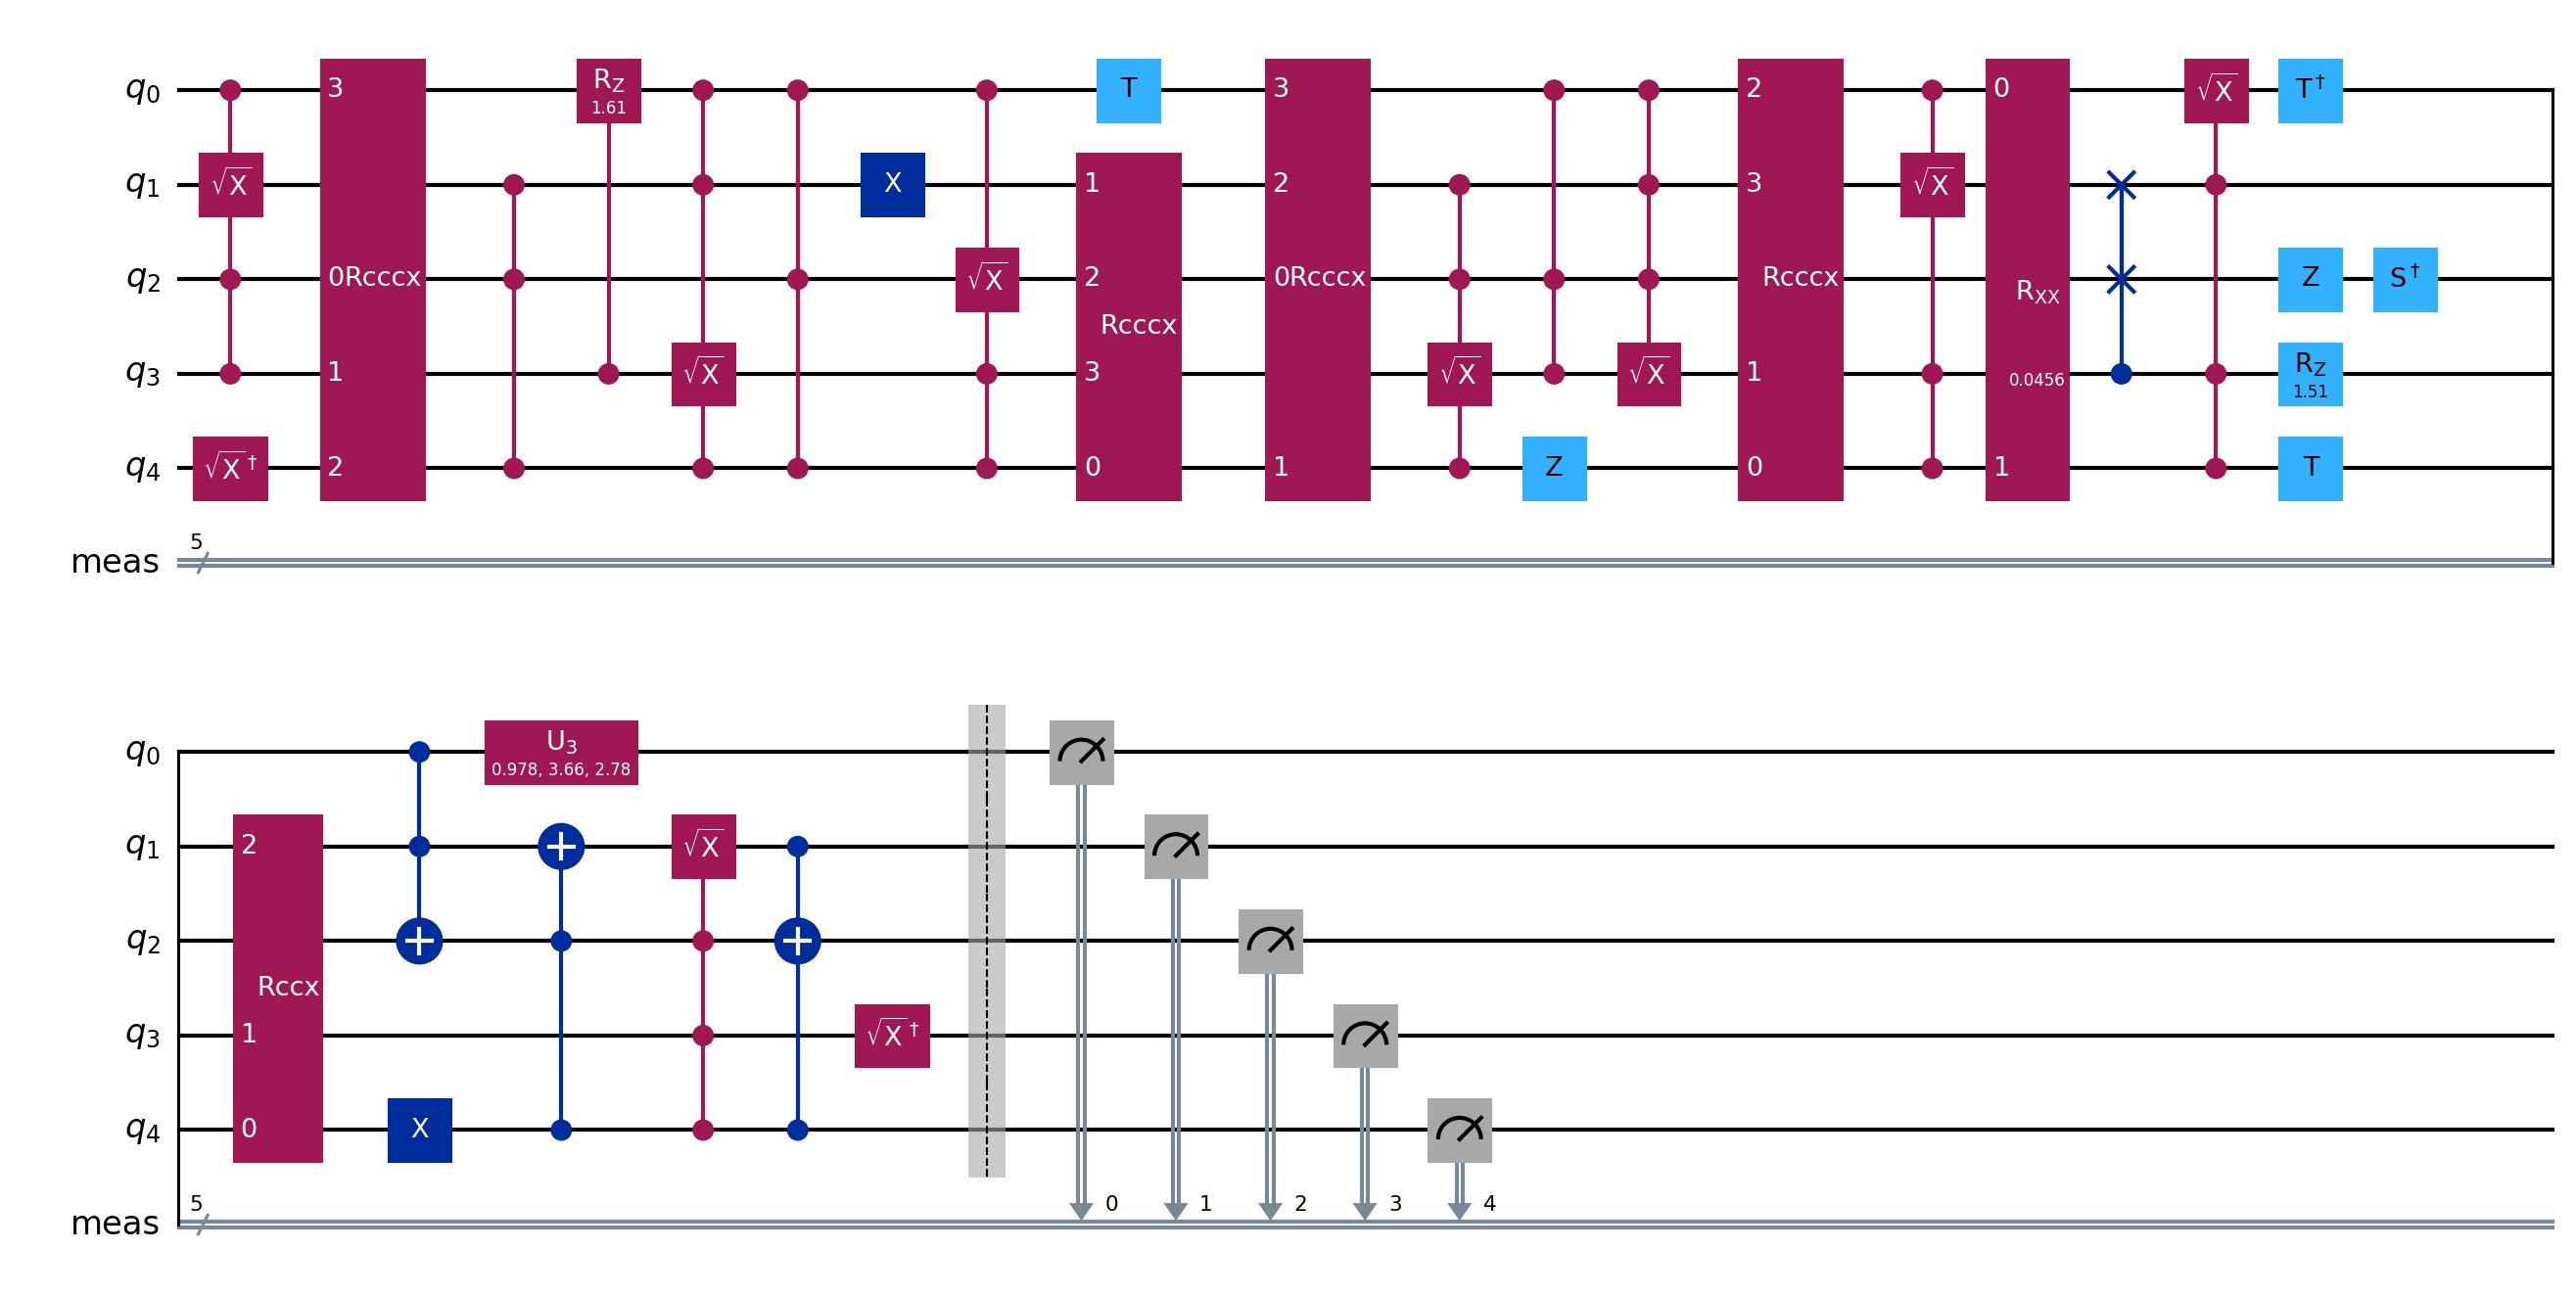 q0 3 RZ 1.61 T 3 2 0 √X T†
q1 √X X 1 2 3 √X
q2 0Rcccx √X 2 Rcccx 0Rcccx Rcccx RXX Z S†
q3 1 √X 3 √X √X 1 0.0456 RZ 1.51
q4 √X† 2 0 1 Z 0 1 T
meas 5
q0 U3 0.978, 3.66, 2.78
q1 2 √X
q2
Rccx
q3 1 √X†
q4 0 X
meas 5 0 1 2 3 4